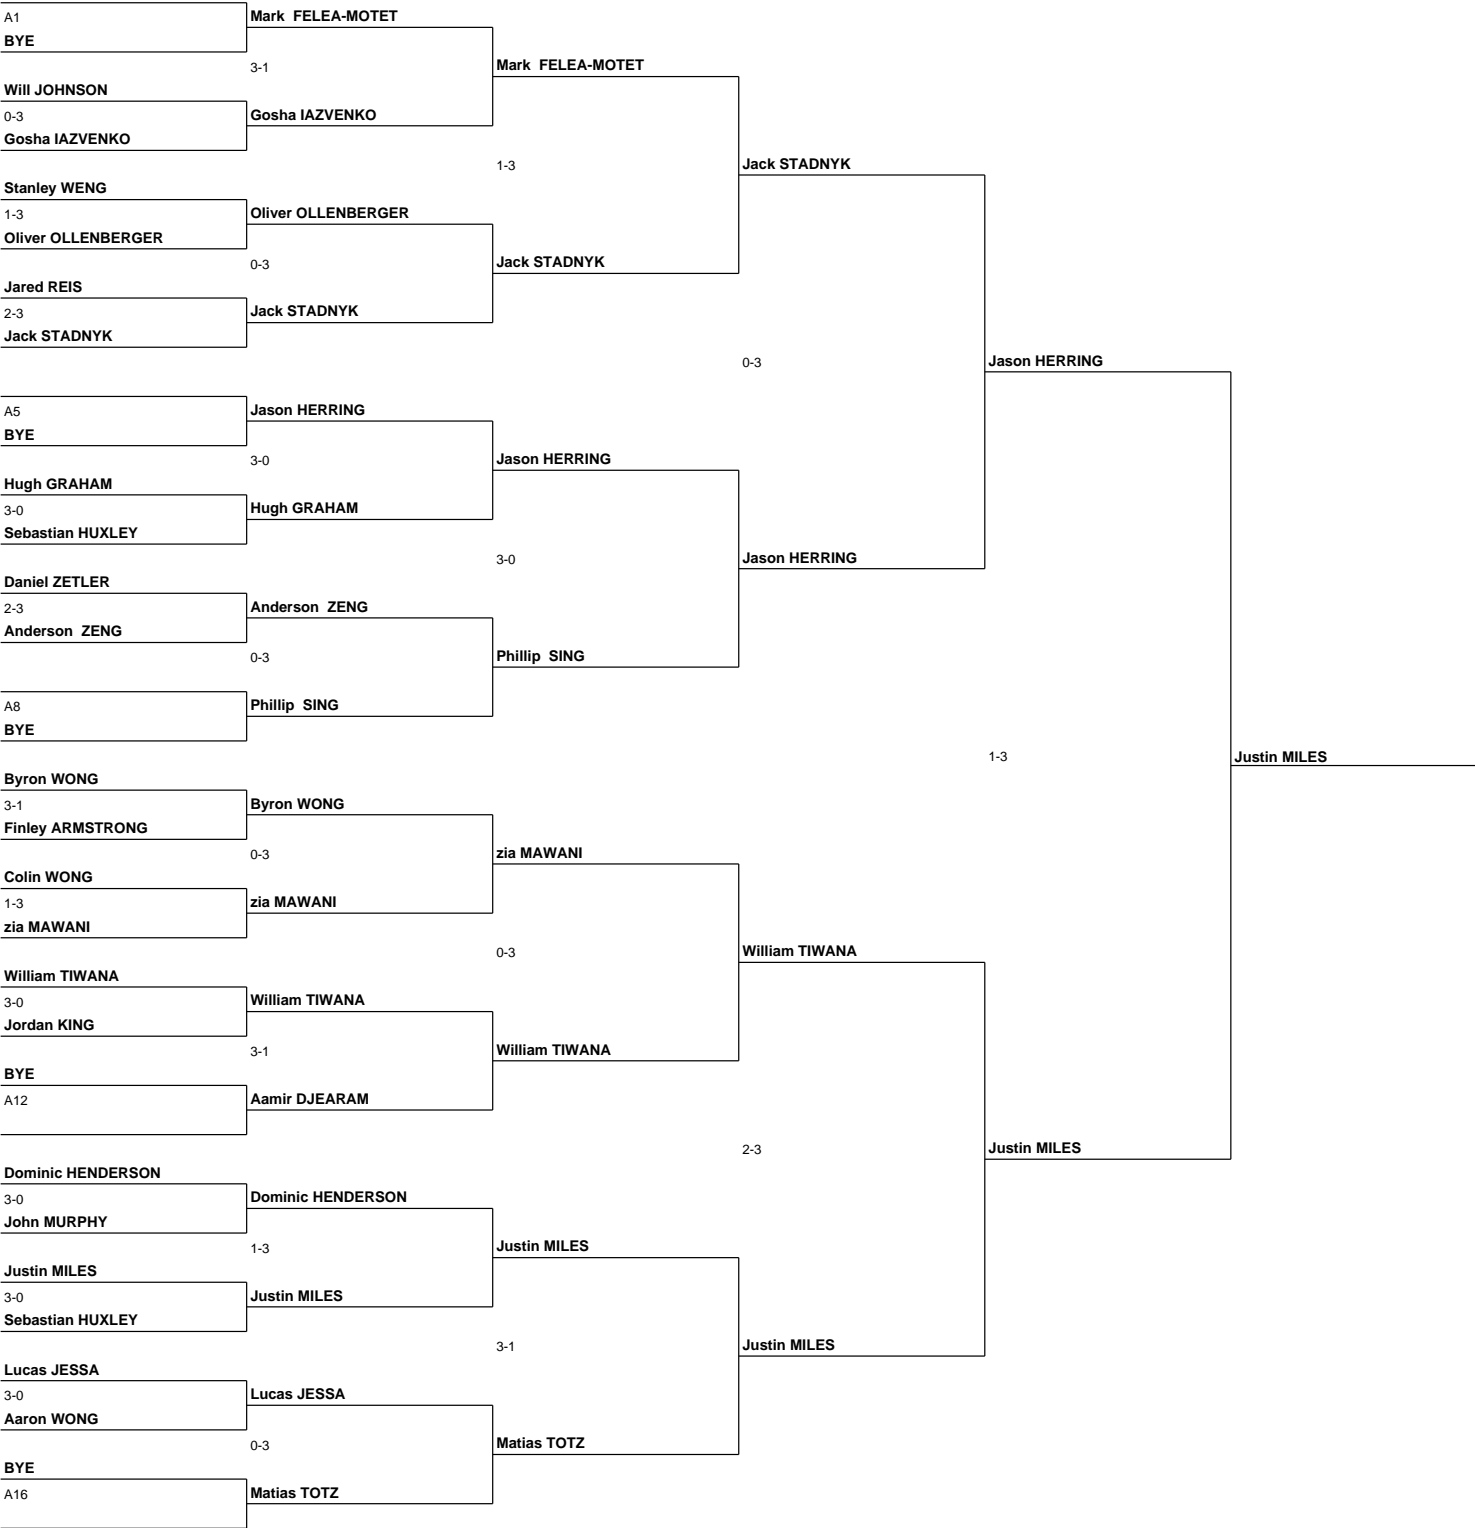 A1
Mark  FELEA-MOTET
BYE
3-1
Mark  FELEA-MOTET
Will JOHNSON
0-3
Gosha IAZVENKO
Gosha IAZVENKO
1-3
Jack STADNYK
Stanley WENG
1-3
Oliver OLLENBERGER
Oliver OLLENBERGER
0-3
Jack STADNYK
Jared REIS
2-3
Jack STADNYK
Jack STADNYK
0-3
Jason HERRING
A5
Jason HERRING
BYE
3-0
Jason HERRING
Hugh GRAHAM
3-0
Hugh GRAHAM
Sebastian HUXLEY
3-0
Jason HERRING
Daniel ZETLER
2-3
Anderson  ZENG
Anderson  ZENG
0-3
Phillip  SING
A8
Phillip  SING
BYE
1-3
Justin MILES
Byron WONG
3-1
Byron WONG
Finley ARMSTRONG
0-3
zia MAWANI
Colin WONG
1-3
zia MAWANI
zia MAWANI
0-3
William TIWANA
William TIWANA
3-0
William TIWANA
Jordan KING
3-1
William TIWANA
BYE
A12
Aamir DJEARAM
2-3
Justin MILES
Dominic HENDERSON
3-0
Dominic HENDERSON
John MURPHY
1-3
Justin MILES
Justin MILES
3-0
Justin MILES
Sebastian HUXLEY
3-1
Justin MILES
Lucas JESSA
3-0
Lucas JESSA
Aaron WONG
0-3
Matias TOTZ
BYE
A16
Matias TOTZ